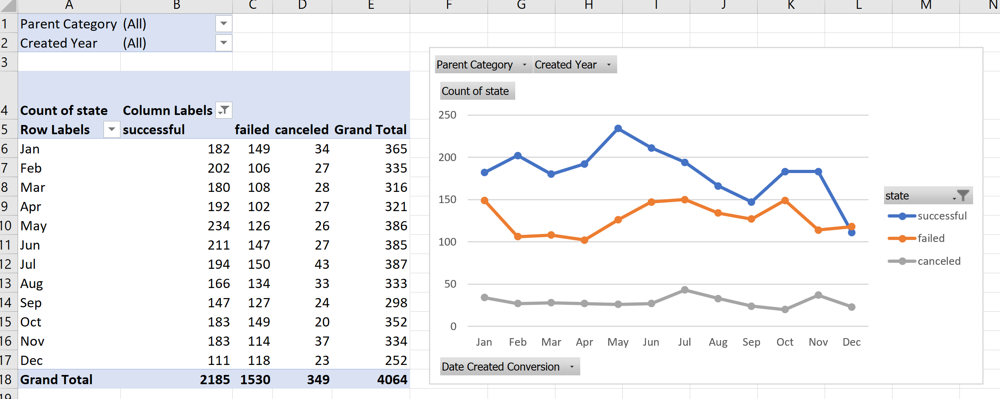 A B C D E F G H I J K L M N
1 Parent Category (All)
2 Created Year (All)
3
4 Count of state Column Labels
5 Row Labels successful failed canceled Grand Total
6 Jan 182 149 34 365
7 Feb 202 106 27 335
8 Mar 180 108 28 316
9 Apr 192 102 27 321
10 May 234 126 26 386
11 Jun 211 147 27 385
12 Jul 194 150 43 387
13 Aug 166 134 33 333
14 Sep 147 127 24 298
15 Oct 183 149 20 352
16 Nov 183 114 37 334
17 Dec 111 118 23 252
18 Grand Total 2185 1530 349 4064
19
Parent Category Created Year
Count of state
250
200
150
100
50
0
Jan Feb Mar Apr May Jun Jul Aug Sep Oct Nov Dec
Date Created Conversion
state
successful
failed
canceled